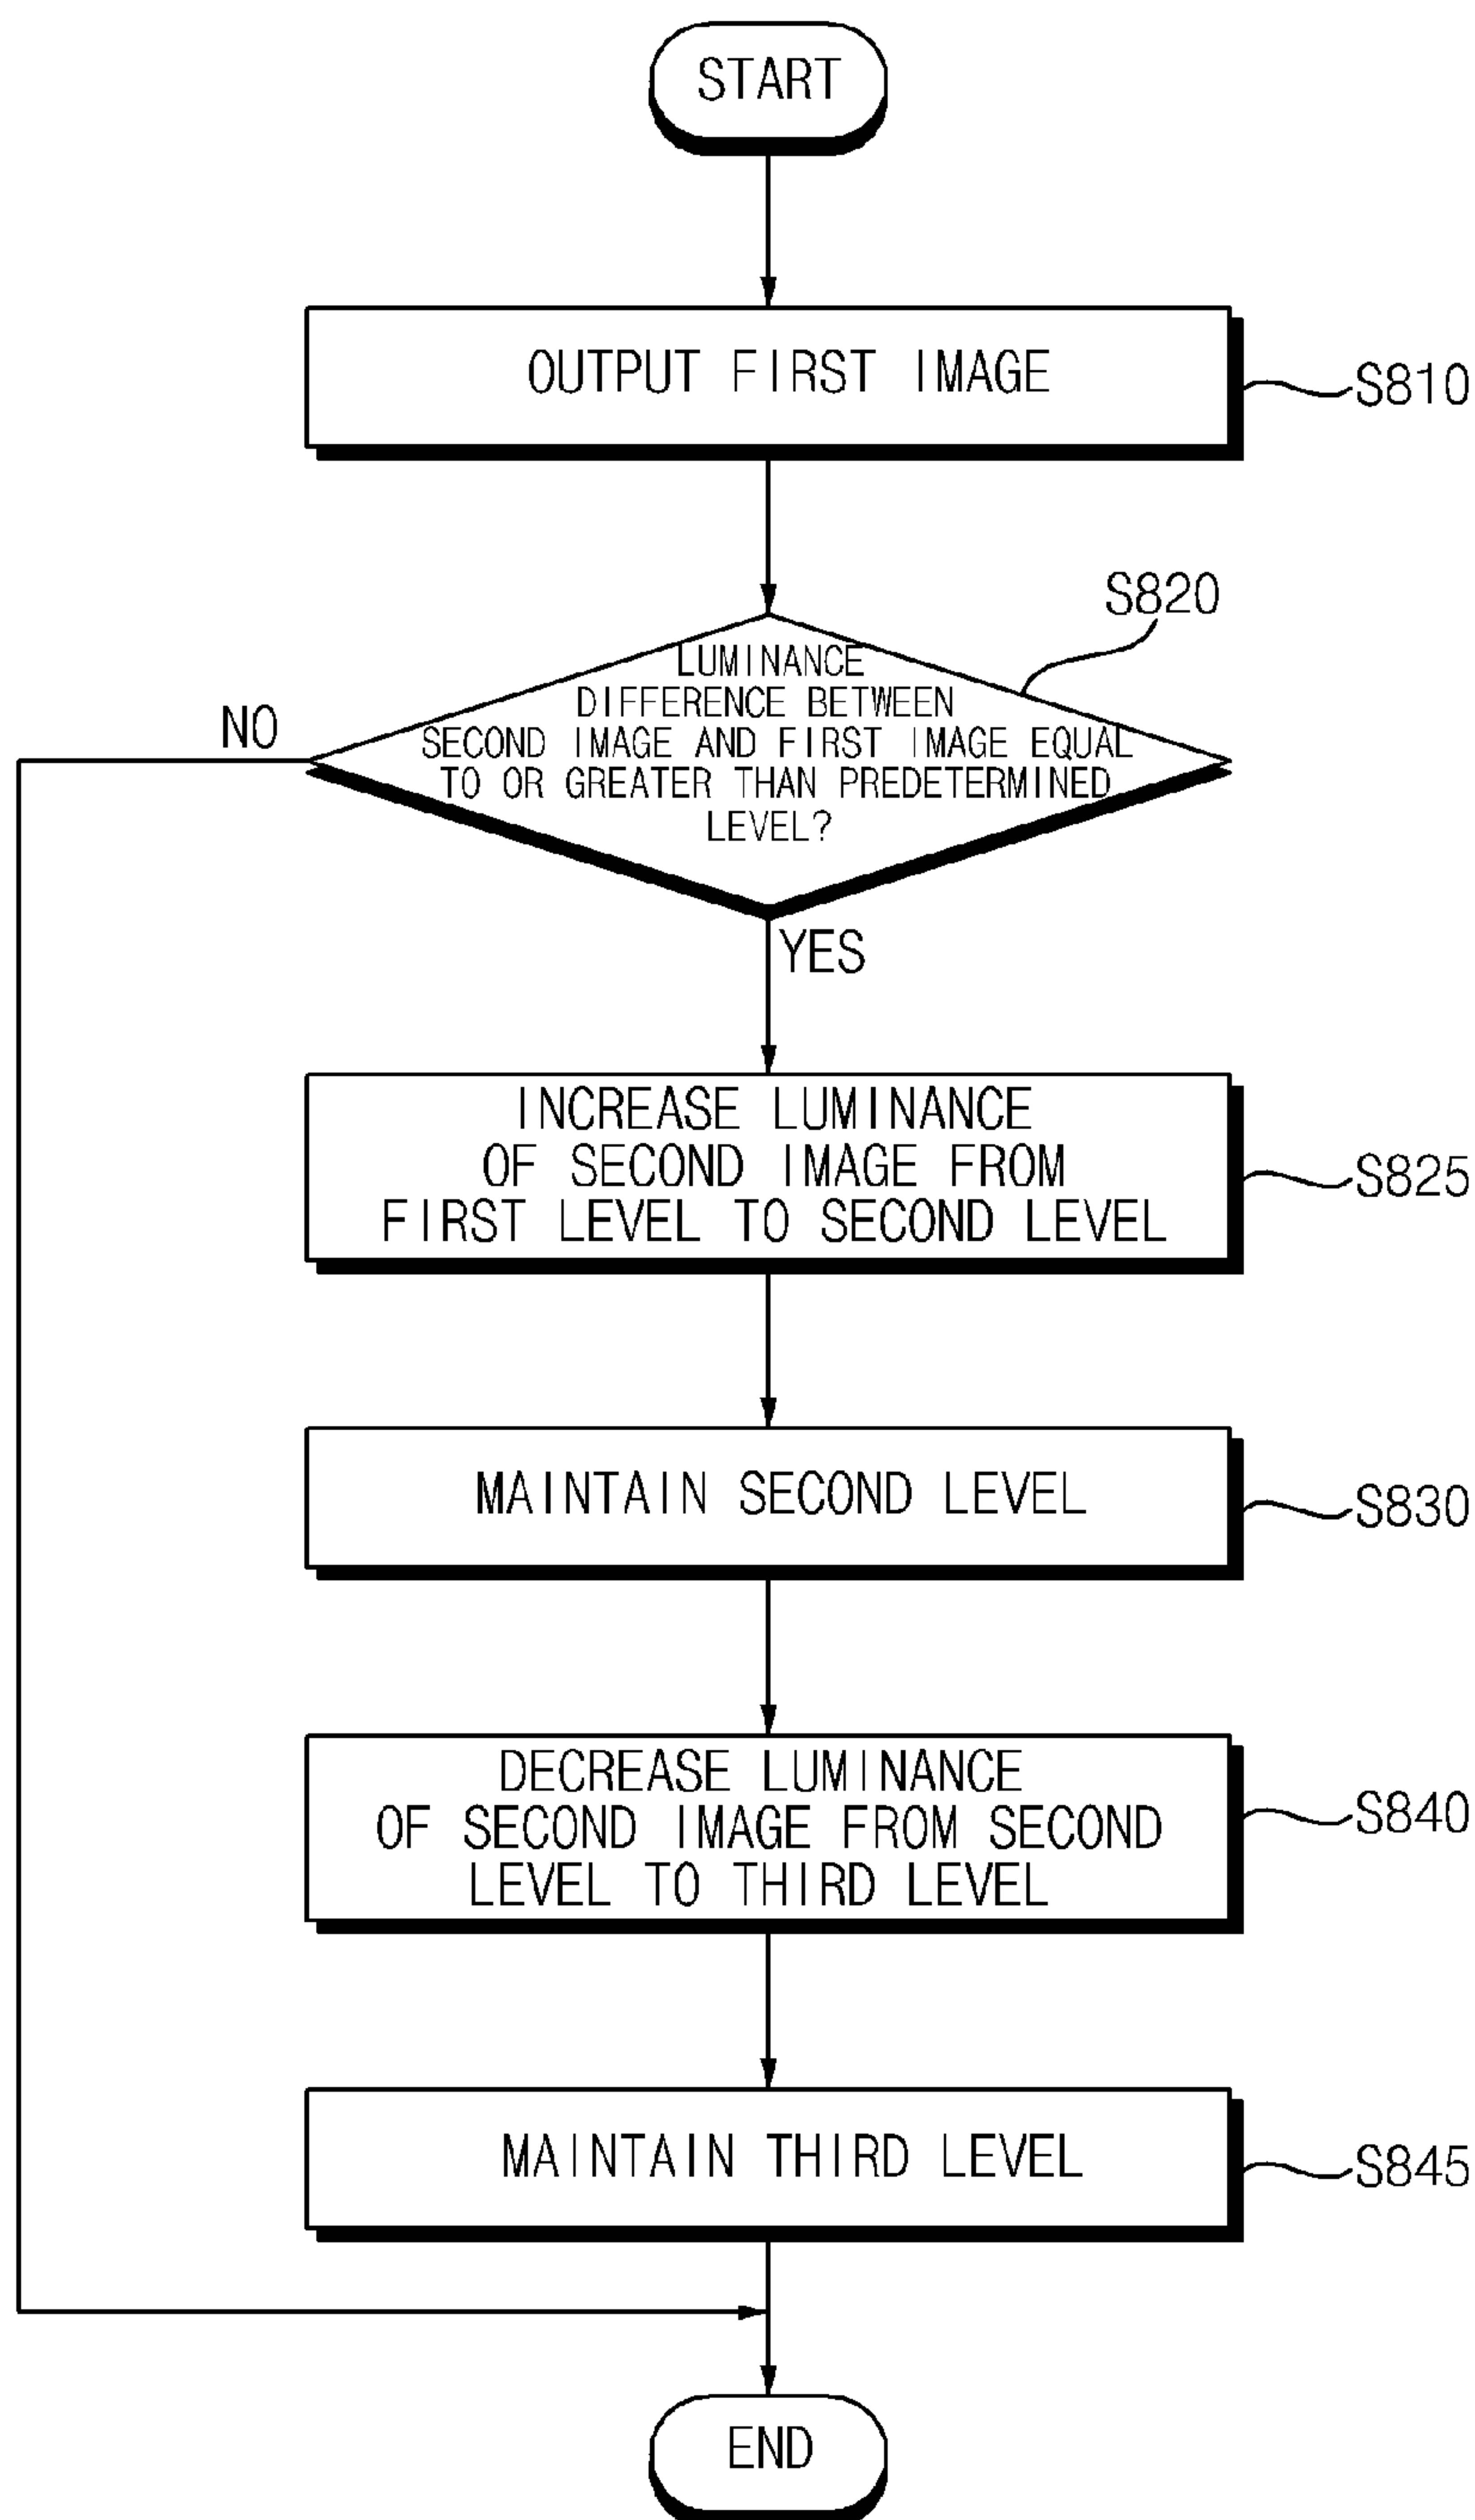 START
OUTPUT FIRST IMAGE
S810
S820
LUMINANCE
DIFFERENCE BETWEEN
SECOND IMAGE AND FIRST IMAGE EQUAL
TO OR GREATER THAN PREDETERMINED
LEVEL?
NO
YES
INCREASE LUMINANCE
OF SECOND IMAGE FROM
FIRST LEVEL TO SECOND LEVEL
S825
MAINTAIN SECOND LEVEL
S830
DECREASE LUMINANCE
OF SECOND IMAGE FROM SECOND
LEVEL TO THIRD LEVEL
S840
MAINTAIN THIRD LEVEL
S845
END